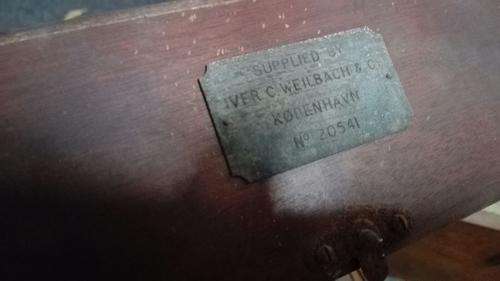 SUPPLIED BY
IVER C WEILBACH & Co
KØBENHAVN
No 20541